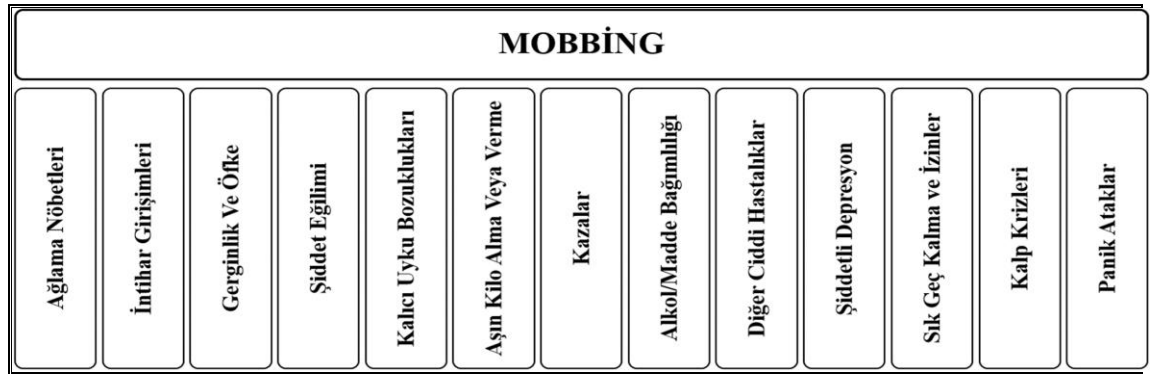 MOBBİNG
Ağlama Nöbetleri
İntihar Girişimleri
Gerginlik Ve Öfke
Şiddet Eğilimi
Kalıcı Uyku Bozuklukları
Aşırı Kilo Alma Veya Verme
Kazalar
Alkol/Madde Bağımlılığı
Diğer Ciddi Hastalıklar
Şiddetli Depresyon
Sık Geç Kalma ve İzinler
Kalp Krizleri
Panik Ataklar